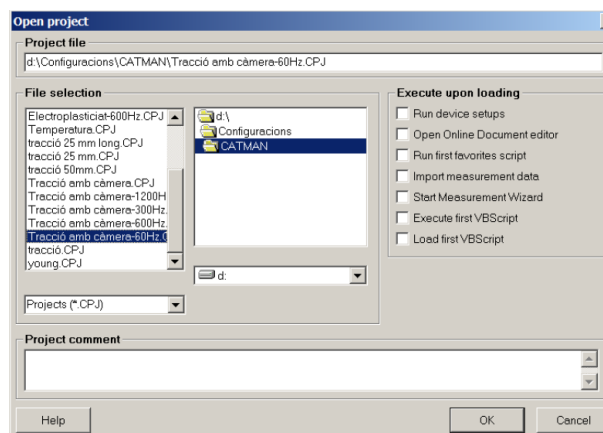 Open project
Project file
d:\Configuracions\CATMAN\Tracció amb càmera-60Hz.CPJ
File selection
Electroplasticiat-600Hz.CPJ
Temperatura.CPJ
tracció 25 mm long.CPJ
tracció 25 mm.CPJ
tracció 50mm.CPJ
Tracció amb càmera.CPJ
Tracció amb càmera-1200H
Tracció amb càmera-300Hz.
Tracció amb càmera-600Hz.
Tracció amb càmera-60Hz.C
tracció.CPJ
young.CPJ
Projects (*.CPJ)
d:\
Configuracions
CATMAN
d:
Execute upon loading
Run device setups
Open Online Document editor
Run first favorites script
Import measurement data
Start Measurement Wizard
Execute first VBScript
Load first VBScript
Project comment
Help
OK
Cancel